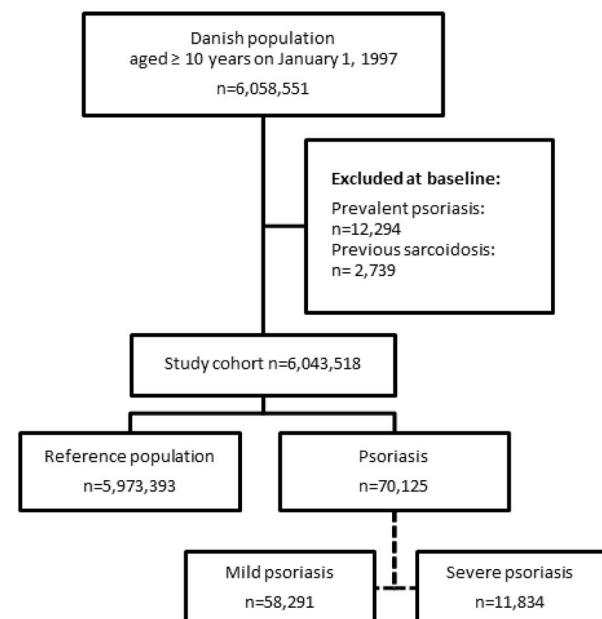 Danish population
aged ≥ 10 years on January 1, 1997
n=6,058,551
Excluded at baseline:
Prevalent psoriasis:
n=12,294
Previous sarcoidosis:
n= 2,739
Study cohort n=6,043,518
Reference population
n=5,973,393
Psoriasis
n=70,125
Mild psoriasis
n=58,291
Severe psoriasis
n=11,834